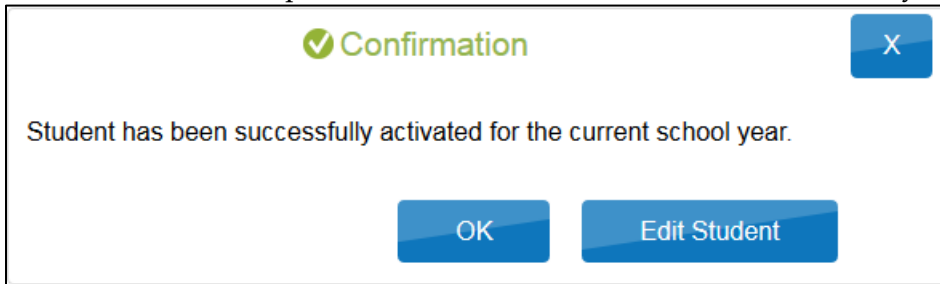 Confirmation
X
Student has been successfully activated for the current school year.
OK
Edit Student